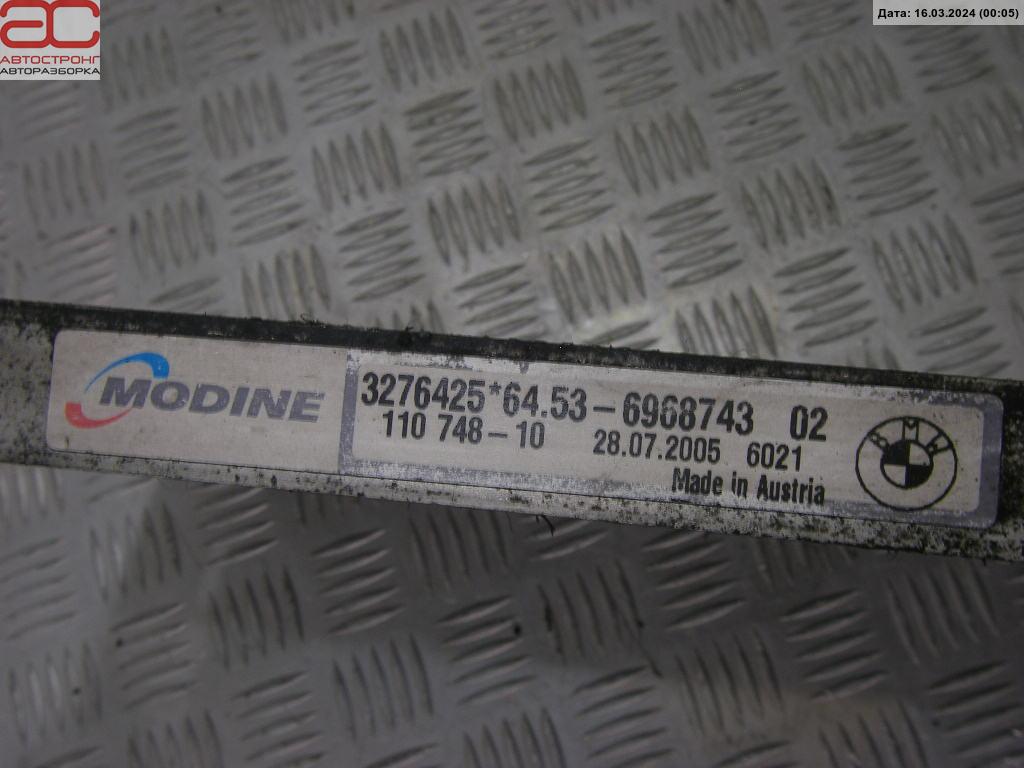 АС
АВТОСТРОНГ
АВТОРАЗБОРКА
Дата: 16.03.2024 (00:05)
MODINE
3276425*64.53-6968743 02
110 748-10 28.07.2005 6021
Made in Austria
BMW